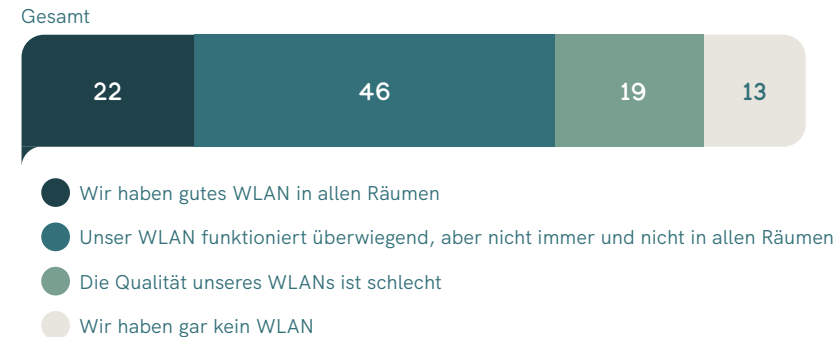 Gesamt
22 46 19 13
Wir haben gutes WLAN in allen Räumen
Unser WLAN funktioniert überwiegend, aber nicht immer und nicht in allen Räumen
Die Qualität unseres WLANs ist schlecht
Wir haben gar kein WLAN